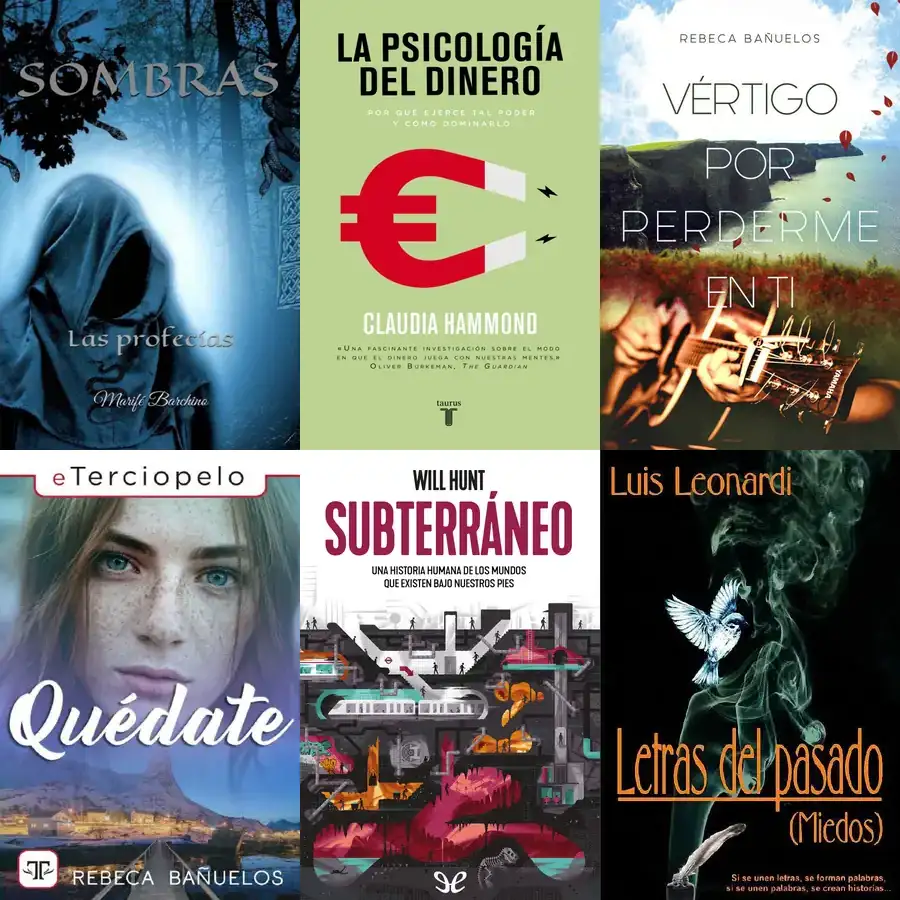 SOMBRAS
Las profecías
Marifé Barchino
LA PSICOLOGÍA
DEL DINERO
POR QUÉ EJERCE TAL PODER
Y CÓMO DOMINARLO
CLAUDIA HAMMOND
«UNA FASCINANTE INVESTIGACIÓN SOBRE EL MODO
EN QUE EL DINERO JUEGA CON NUESTRAS MENTES.»
OLIVER BURKEMAN, THE GUARDIAN
taurus
REBECA BAÑUELOS
VÉRTIGO
POR
PERDERME
EN TI
YAMAHA
eTerciopelo
Quédate
REBECA BAÑUELOS
WILL HUNT
SUBTERRÁNEO
UNA HISTORIA HUMANA DE LOS MUNDOS
QUE EXISTEN BAJO NUESTROS PIES
Luis Leonardi
Letras del pasado
(Miedos)
Si se unen letras, se forman palabras,
si se unen palabras, se crean historias...